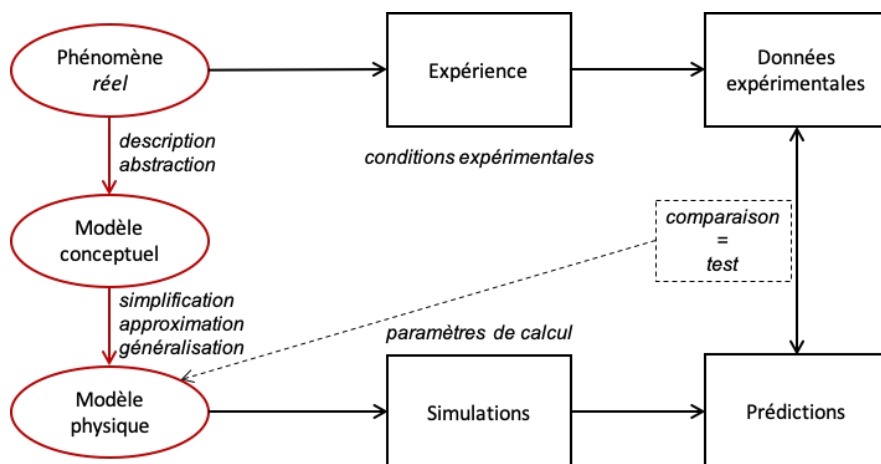 Phénomène
réel
Expérience
Données
expérimentales
description
abstraction
conditions expérimentales
Modèle
conceptuel
comparaison
=
test
simplification
approximation
généralisation
paramètres de calcul
Modèle
physique
Simulations
Prédictions